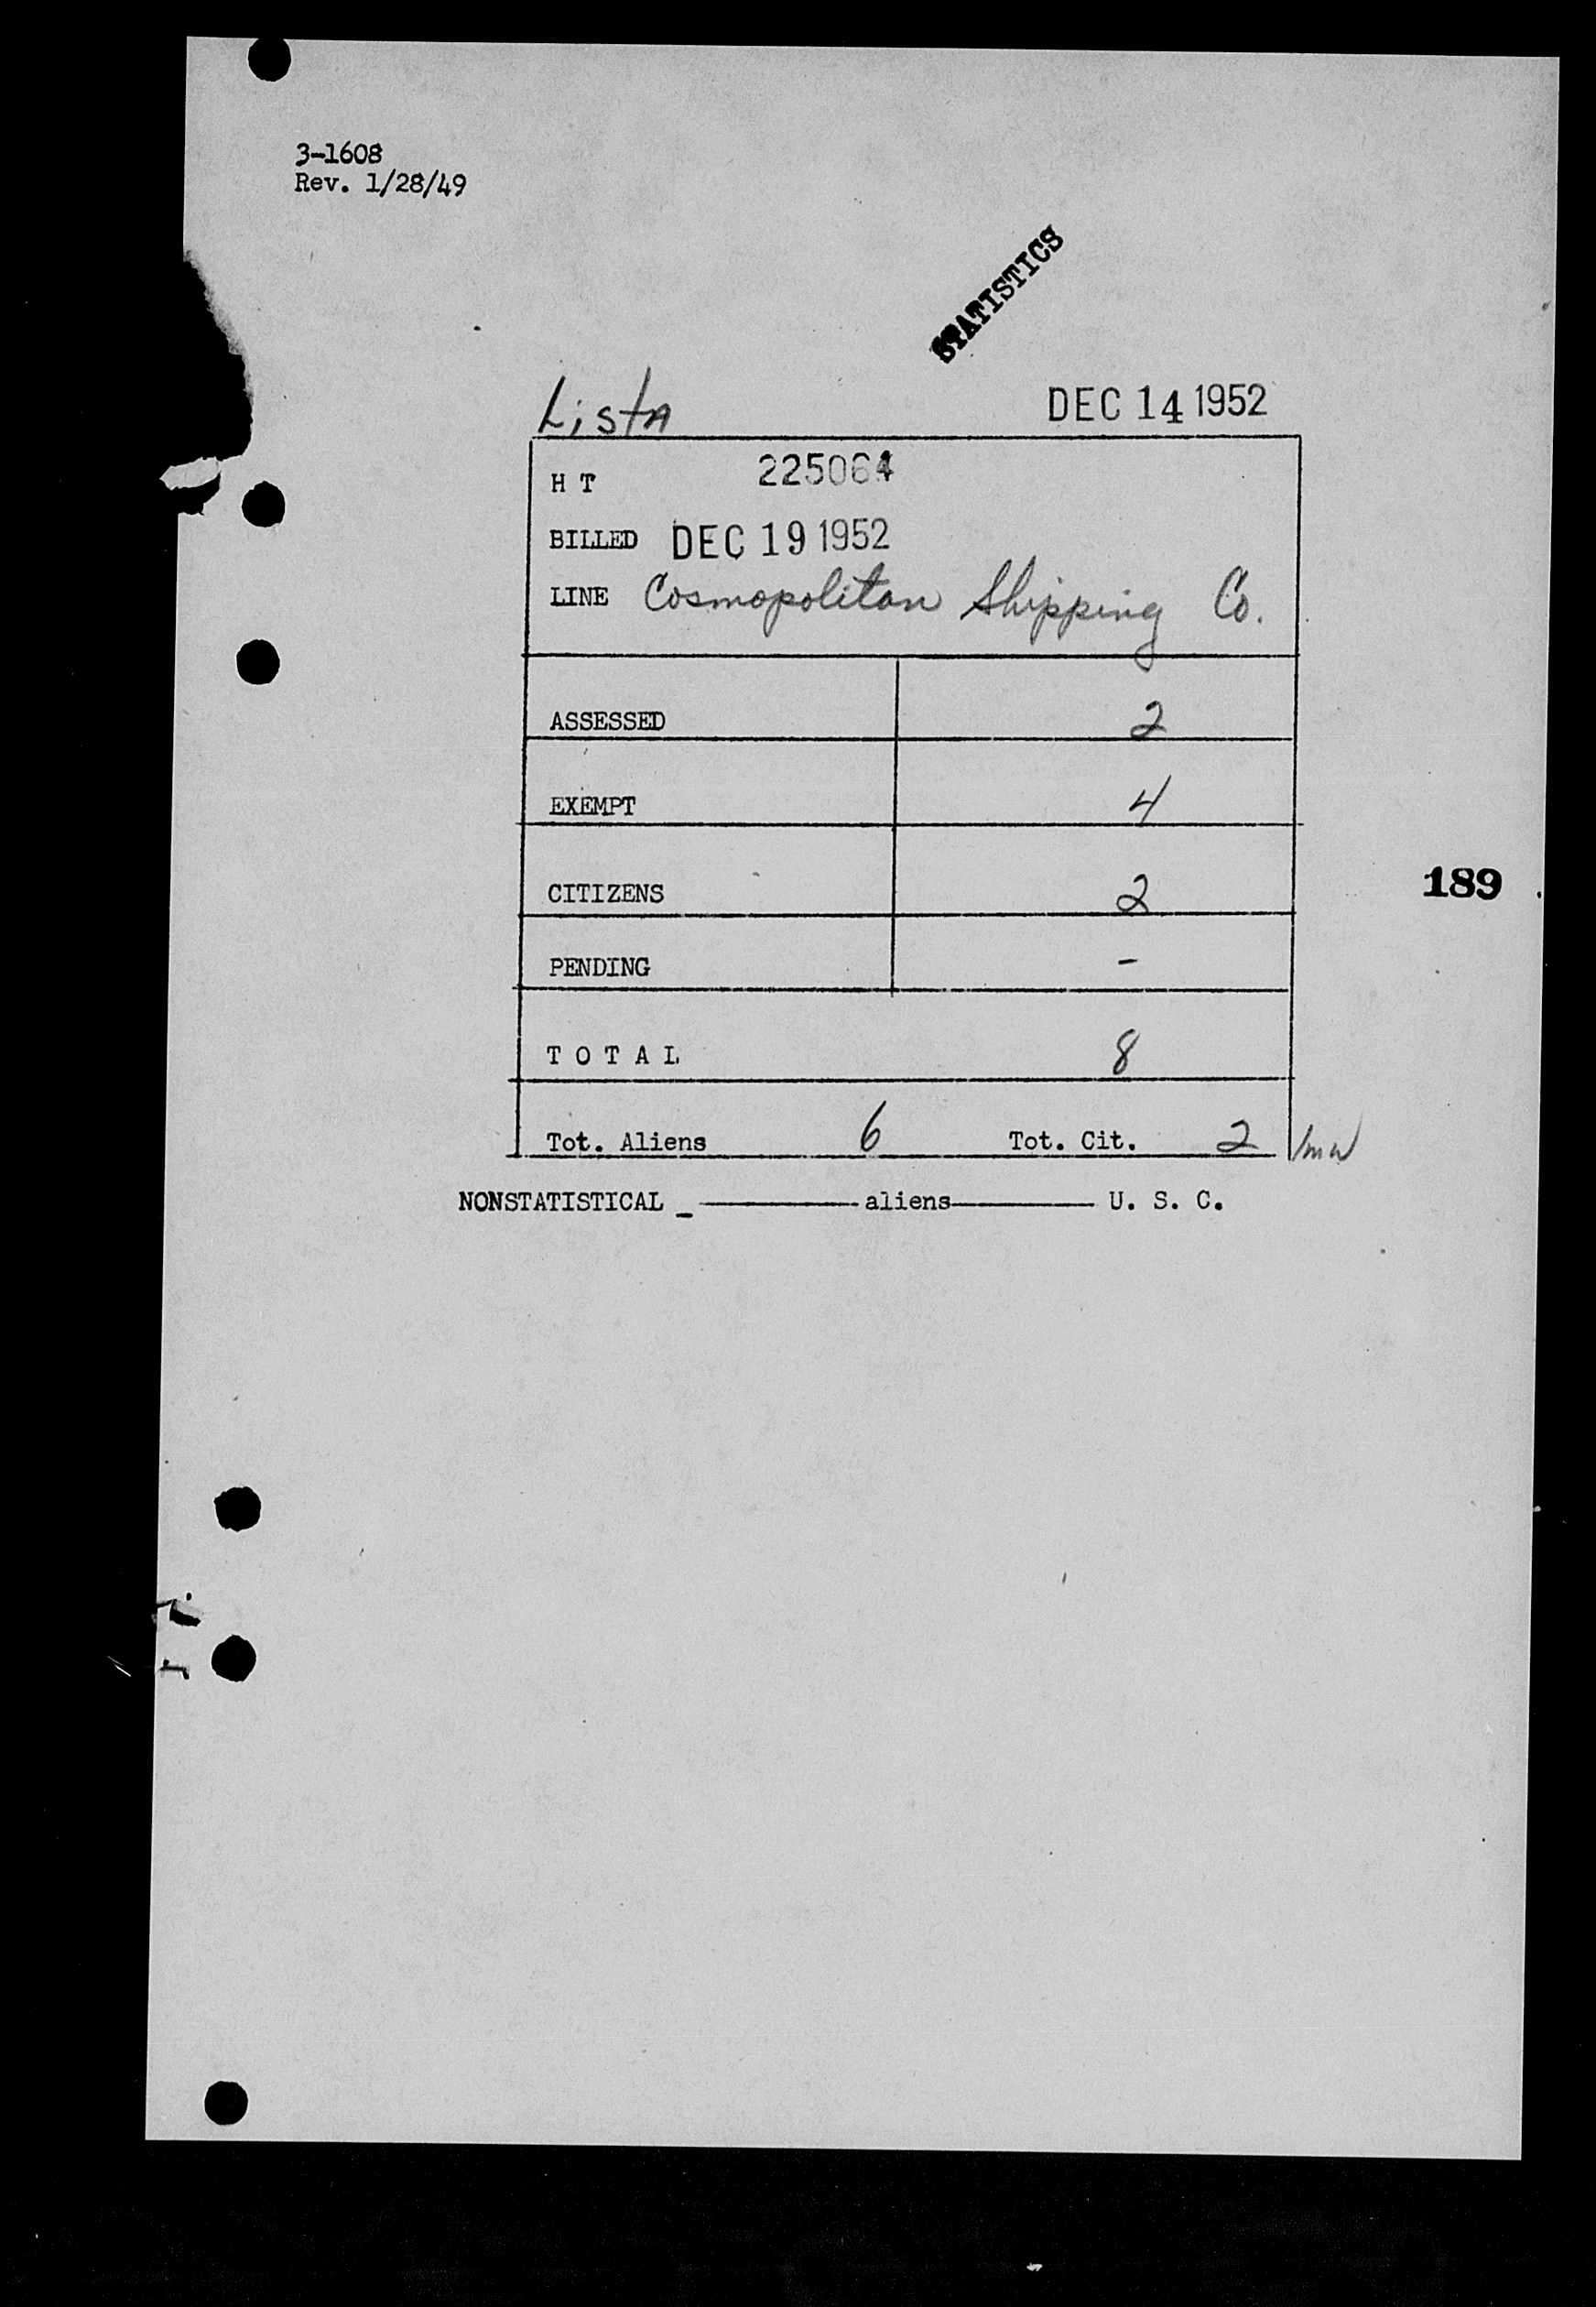 3-1608
Rev. 1/28/49
STATISTICS
Lista DEC 14 1952
H T 225064
BILLED DEC 19 1952
LINE Cosmopolitan Shipping Co.
ASSESSED 2
EXEMPT 4
CITIZENS 2
189
PENDING -
T O T A L 8
Tot. Aliens 6 Tot. Cit. 2
NONSTATISTICAL _ aliens U. S. C.